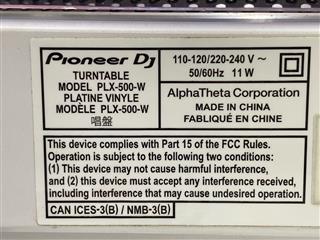 Pioneer Dj
TURNTABLE
MODEL PLX-500-W
PLATINE VINYLE
MODÈLE PLX-500-W
唱盤
110-120/220-240 V ~
50/60Hz 11 W
AlphaTheta Corporation
MADE IN CHINA
FABLIQUÉ EN CHINE
This device complies with Part 15 of the FCC Rules.
Operation is subject to the following two conditions:
(1) This device may not cause harmful interference,
and (2) this device must accept any interference received,
including interference that may cause undesired operation.
CAN ICES-3(B) / NMB-3(B)